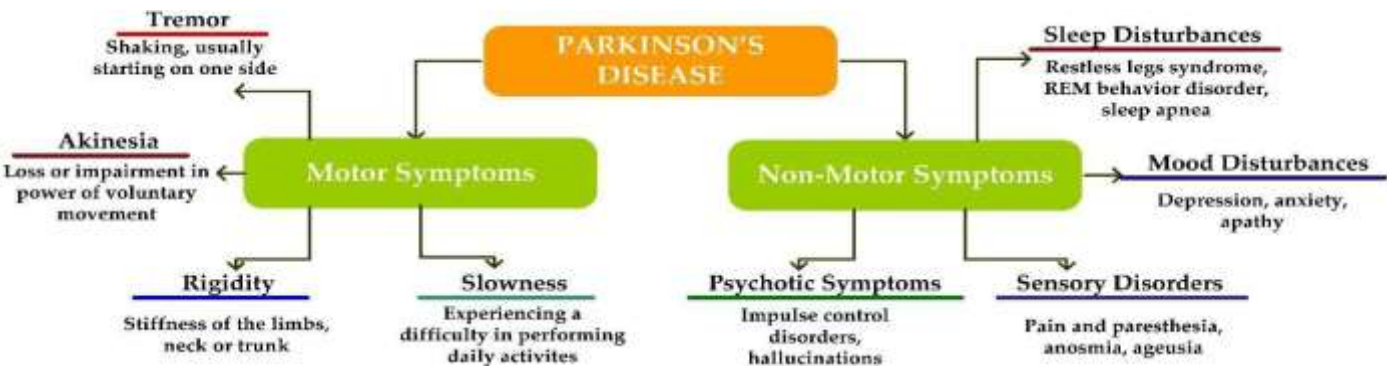 PARKINSON'S
DISEASE
Motor Symptoms
Tremor
Shaking, usually
starting on one side
Akinesia
Loss or impairment in
power of voluntary
movement
Rigidity
Stiffness of the limbs,
neck or trunk
Slowness
Experiencing a
difficulty in performing
daily activites
Non-Motor Symptoms
Sleep Disturbances
Restless legs syndrome,
REM behavior disorder,
sleep apnea
Mood Disturbances
Depression, anxiety,
apathy
Psychotic Symptoms
Impulse control
disorders,
hallucinations
Sensory Disorders
Pain and paresthesia,
anosmia, ageusia